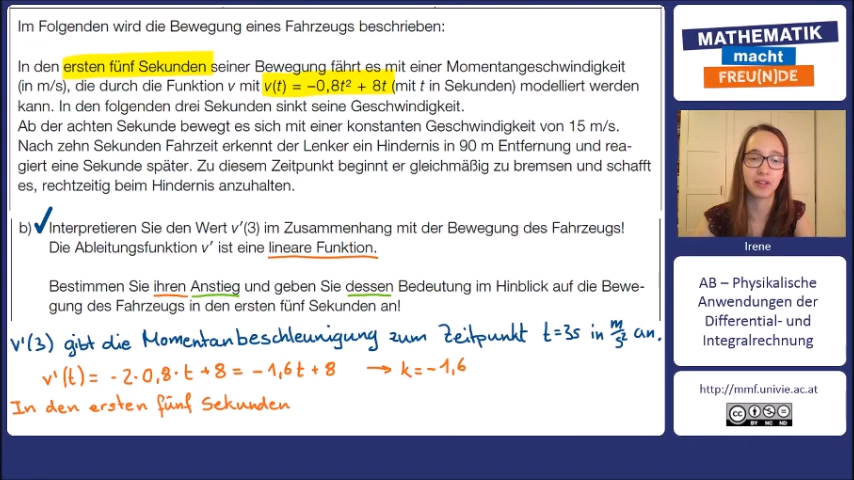 Im Folgenden wird die Bewegung eines Fahrzeugs beschrieben:
In den ersten fünf Sekunden seiner Bewegung fährt es mit einer Momentangeschwindigkeit
(in m/s), die durch die Funktion v mit v(t) = −0,8t² + 8t (mit t in Sekunden) modelliert werden
kann. In den folgenden drei Sekunden sinkt seine Geschwindigkeit.
Ab der achten Sekunde bewegt es sich mit einer konstanten Geschwindigkeit von 15 m/s.
Nach zehn Sekunden Fahrzeit erkennt der Lenker ein Hindernis in 90 m Entfernung und rea-
giert eine Sekunde später. Zu diesem Zeitpunkt beginnt er gleichmäßig zu bremsen und schafft
es, rechtzeitig beim Hindernis anzuhalten.
b) ✓ Interpretieren Sie den Wert v′(3) im Zusammenhang mit der Bewegung des Fahrzeugs!
Die Ableitungsfunktion v′ ist eine lineare Funktion.
Bestimmen Sie ihren Anstieg und geben Sie dessen Bedeutung im Hinblick auf die Bewe-
gung des Fahrzeugs in den ersten fünf Sekunden an!
v'(3) gibt die Momentanbeschleunigung zum Zeitpunkt t=3s in m/s² an.
v'(t) = -2·0,8·t + 8 = -1,6t + 8 → k = -1,6
In den ersten fünf Sekunden
MATHEMATIK
macht
FREU(N)DE
Irene
AB – Physikalische
Anwendungen der
Differential- und
Integralrechnung
http://mmf.univie.ac.at
cc BY NC ND